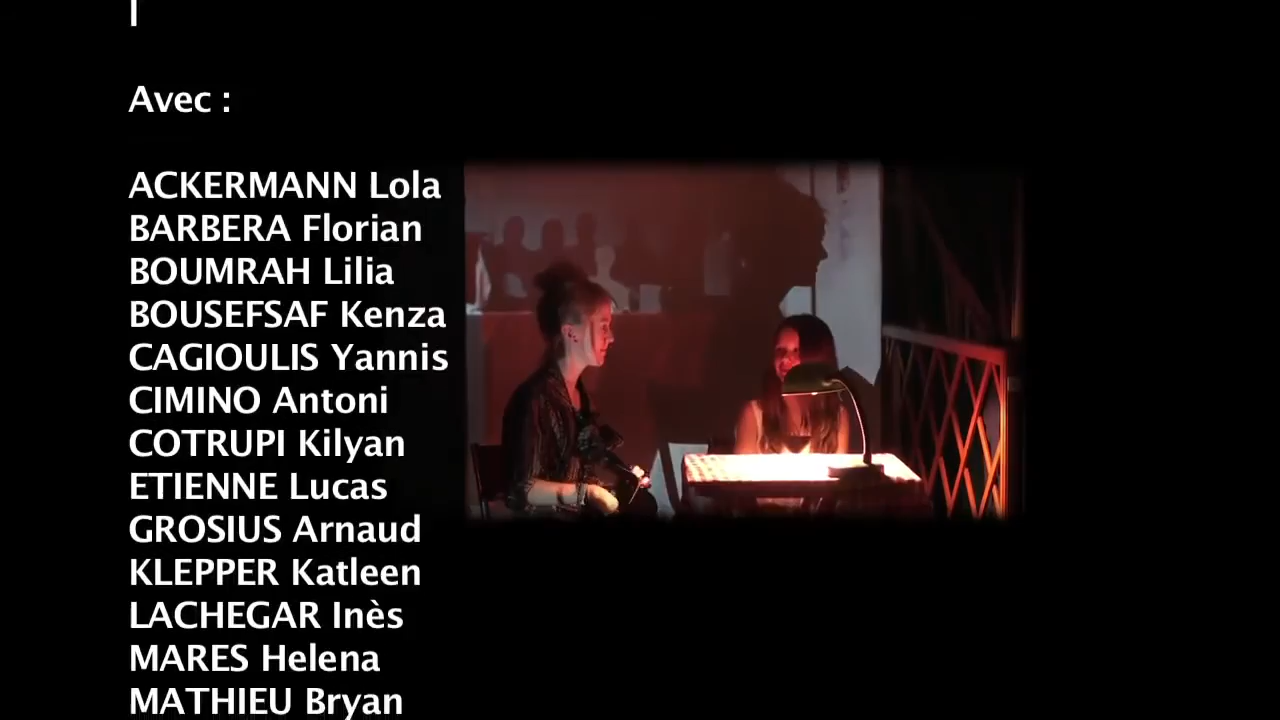 Avec :
ACKERMANN Lola
BARBERA Florian
BOUMRAH Lilia
BOUSEFSAF Kenza
CAGIOULIS Yannis
CIMINO Antoni
COTRUPI Kilyan
ETIENNE Lucas
GROSIUS Arnaud
KLEPPER Katleen
LACHEGAR Inès
MARES Helena
MATHIEU Bryan